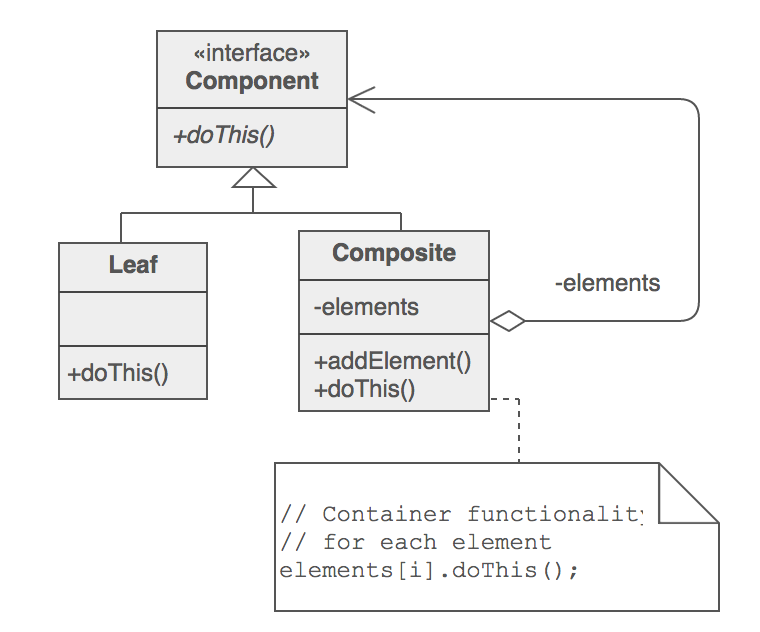 «interface»
Component
+doThis()
Leaf
+doThis()
Composite
-elements
+addElement()
+doThis()
-elements
// Container functionality
// for each element
elements[i].doThis();